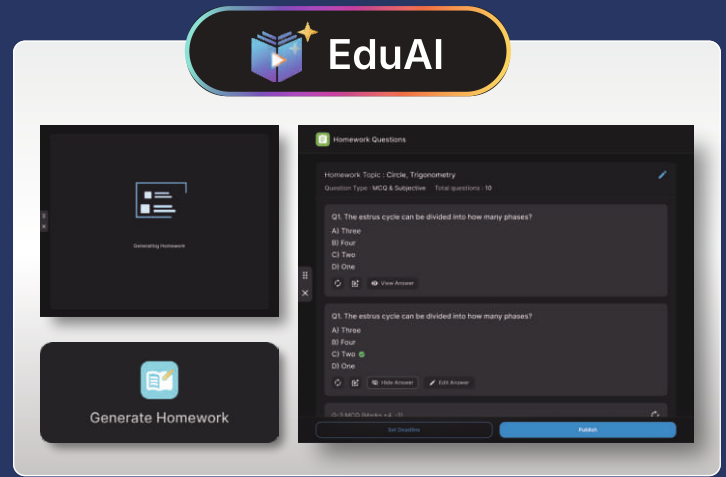 EduAI
Generating Homework
Generate Homework
Homework Questions
Homework Topic : Circle, Trigonometry
Question Type : MCQ & Subjective Total questions : 10
Q1. The estrus cycle can be divided into how many phases?
A) Three
B) Four
C) Two
D) One
View Answer
Q1. The estrus cycle can be divided into how many phases?
A) Three
B) Four
C) Two
D) One
Hide Answer Edit Answer
Set Deadline Publish